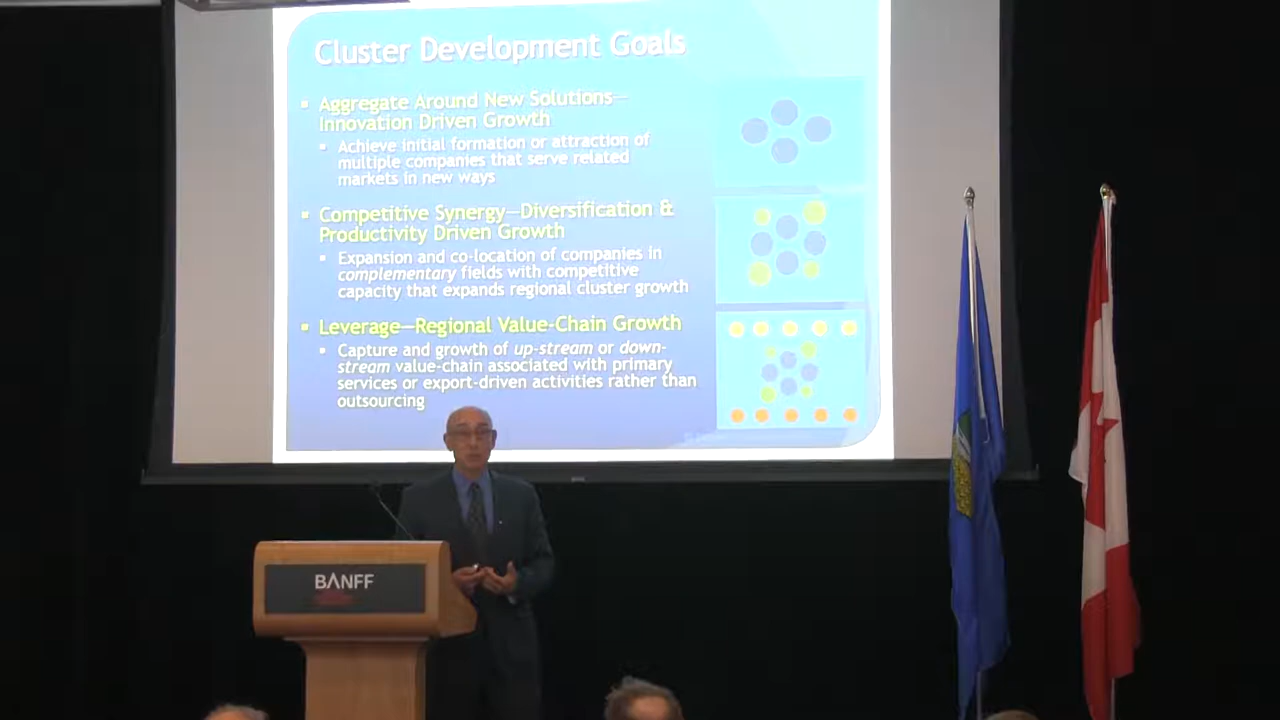 Cluster Development Goals
▪ Aggregate Around New Solutions—
Innovation Driven Growth
▪ Achieve initial formation or attraction of
multiple companies that serve related
markets in new ways
▪ Competitive Synergy—Diversification &
Productivity Driven Growth
▪ Expansion and co-location of companies in
complementary fields with competitive
capacity that expands regional cluster growth
▪ Leverage—Regional Value-Chain Growth
▪ Capture and growth of up-stream or down-
stream value-chain associated with primary
services or export-driven activities rather than
outsourcing
BANFF